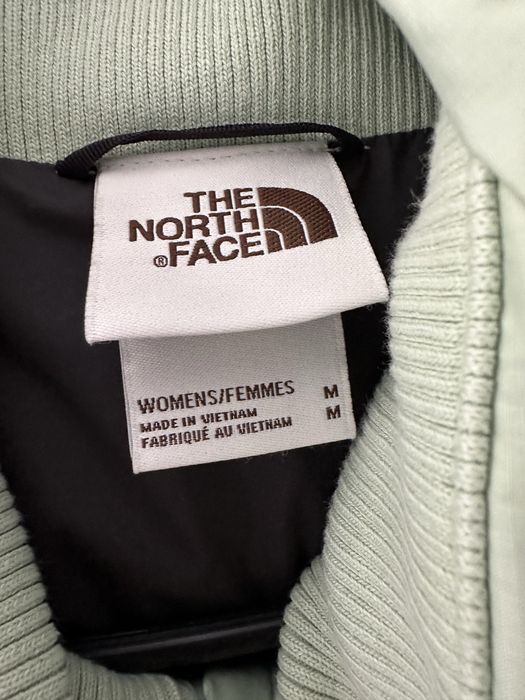 THE
NORTH
®FACE
WOMENS/FEMMES M
MADE IN VIETNAM M
FABRIQUÉ AU VIETNAM